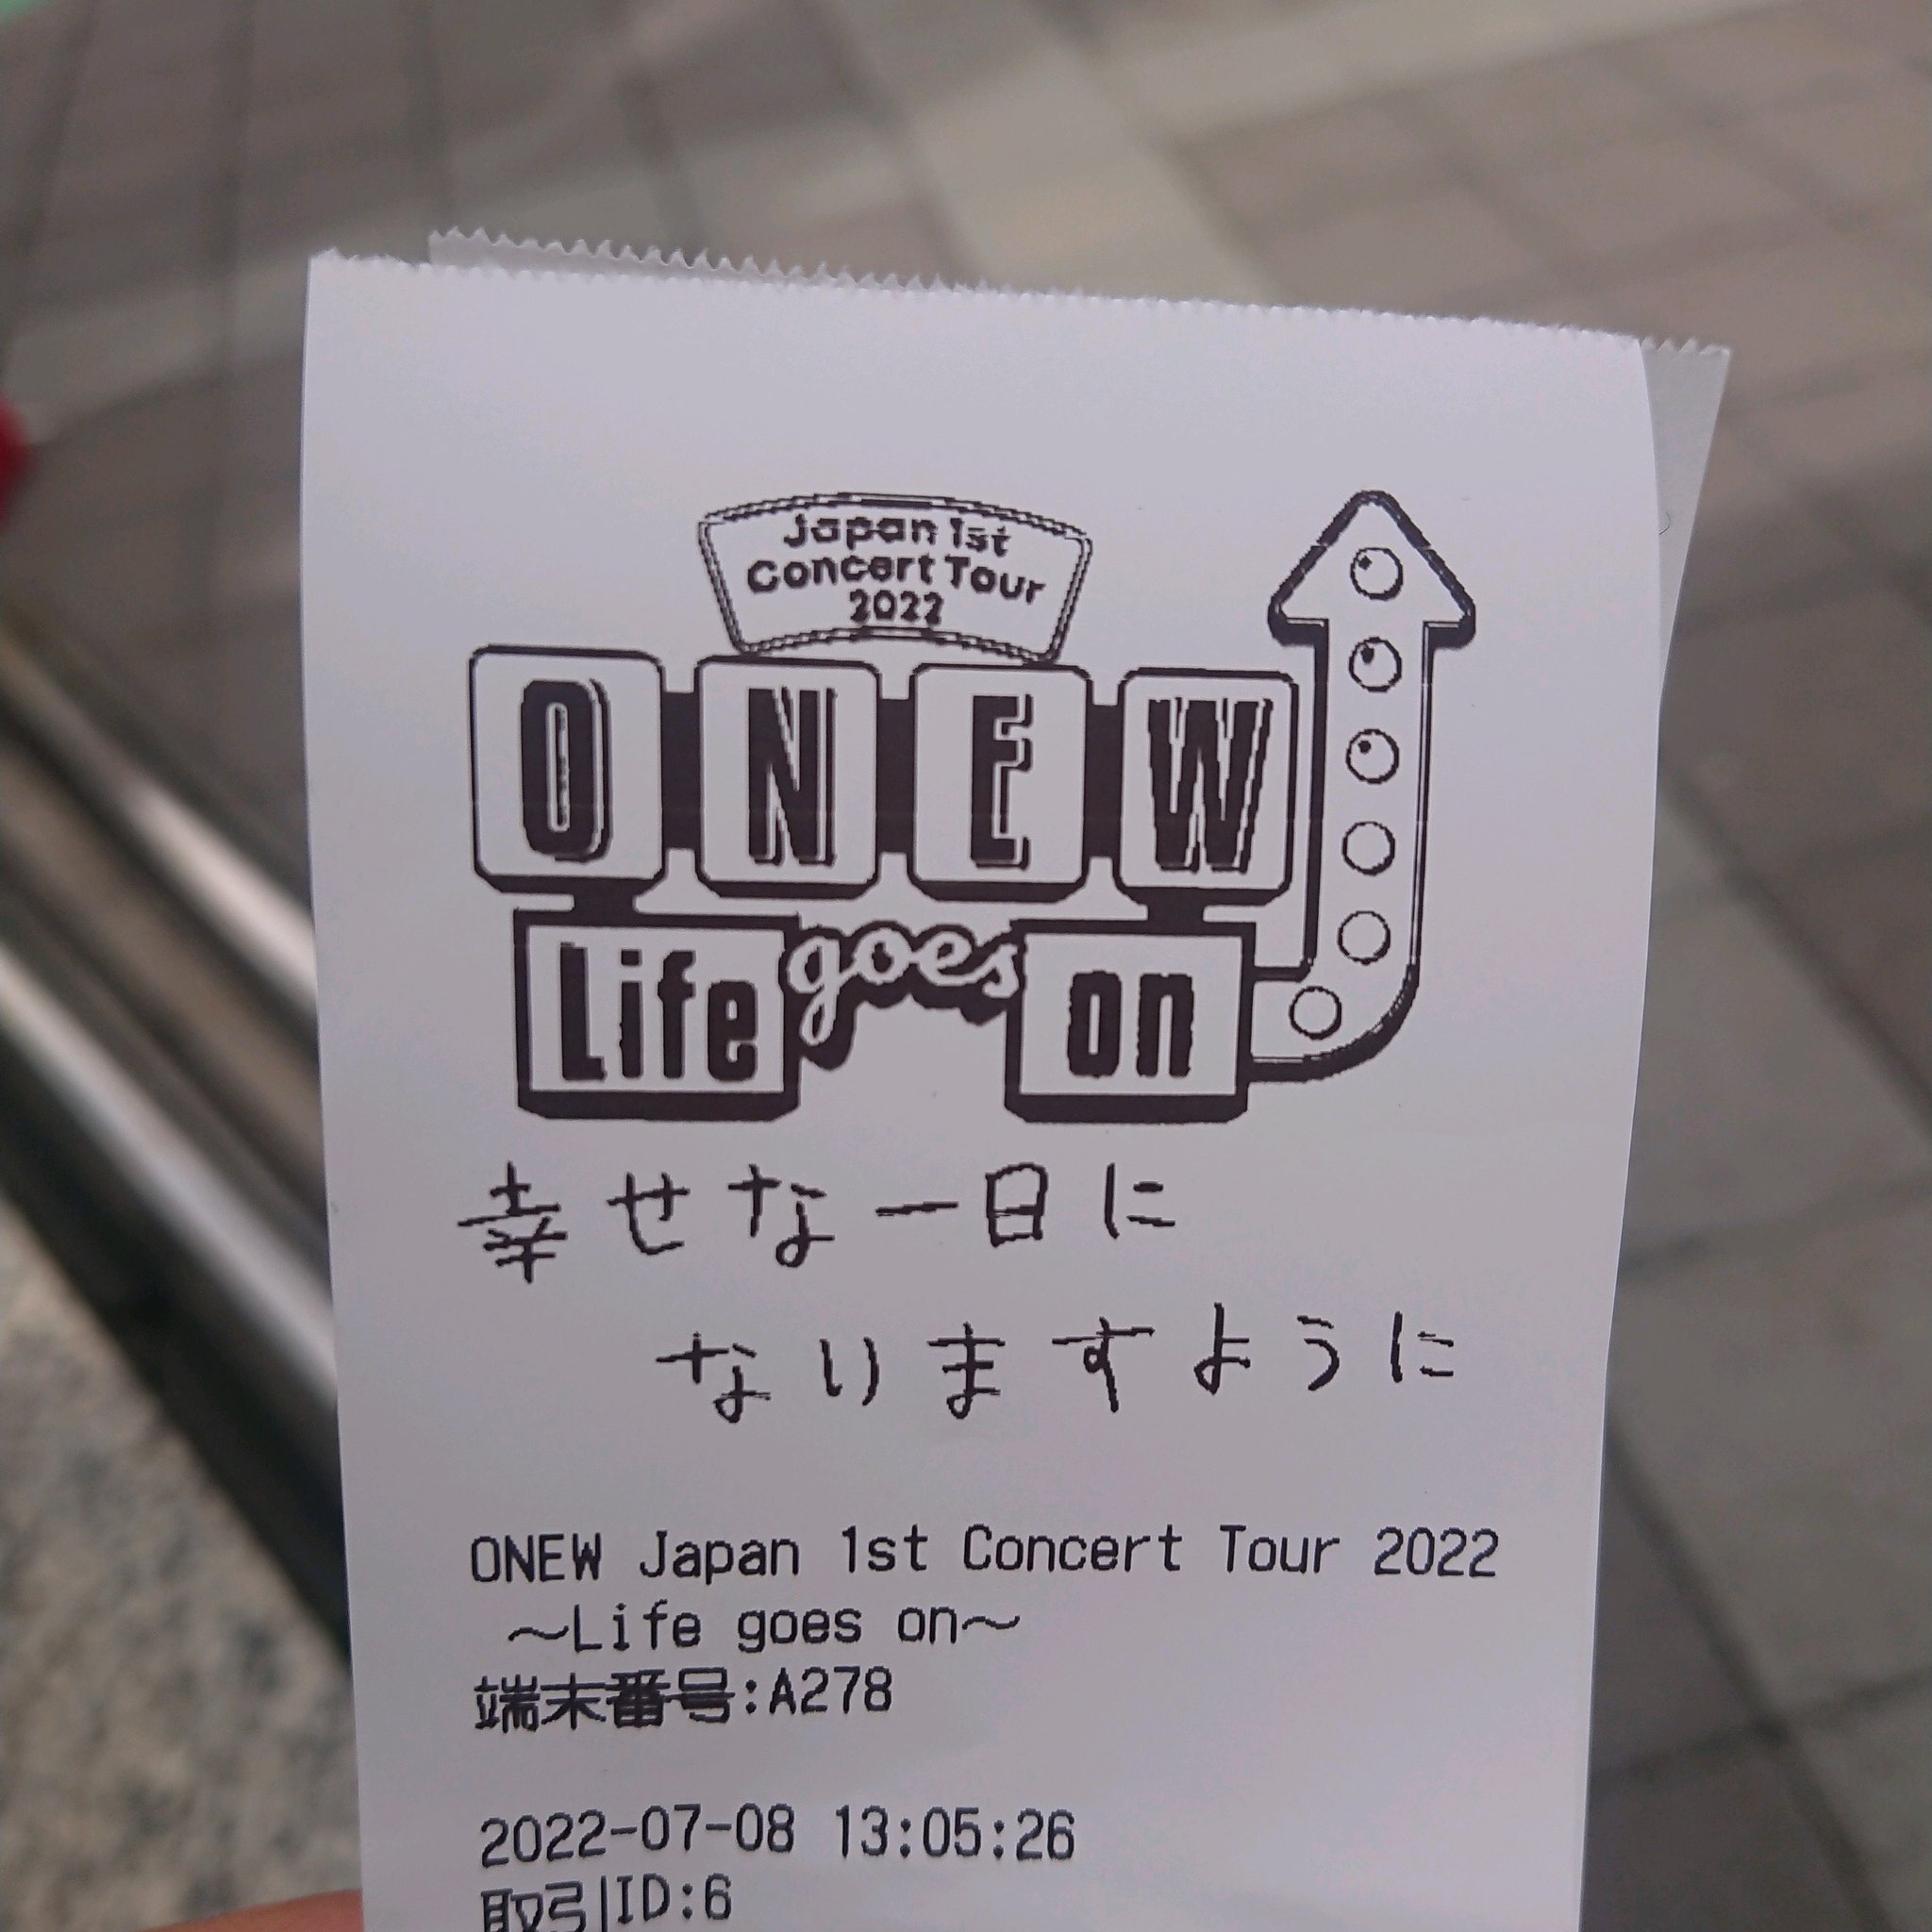 Japan 1st
Concert Tour
2022
ONEW
Life goes on
幸せな一日に
なりますように
ONEW Japan 1st Concert Tour 2022
～Life goes on～
端末番号:A278
2022-07-08 13:05:26
取引ID:6